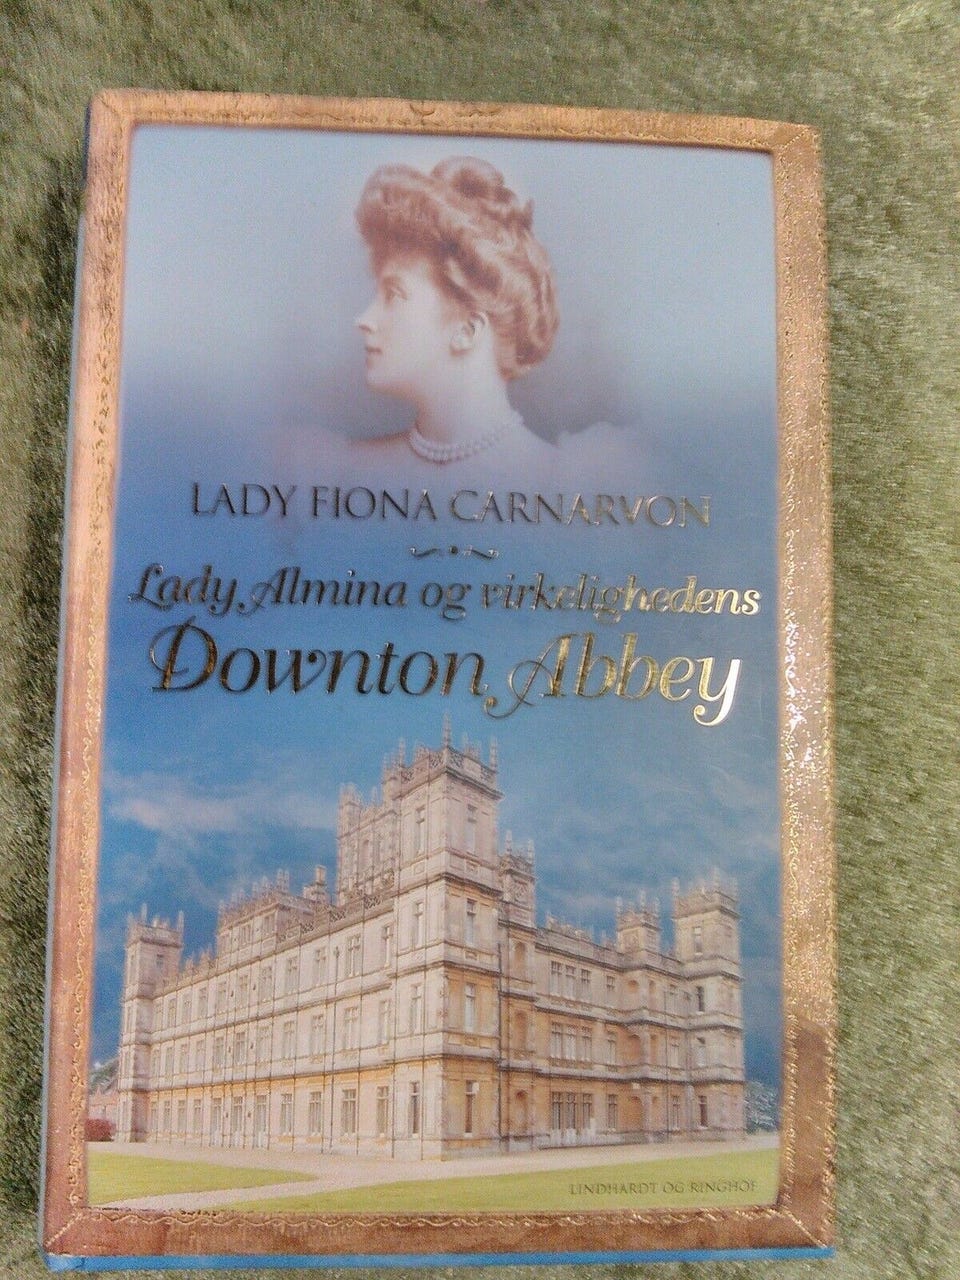 LADY FIONA CARNARVON
Lady Almina og virkelighedens
Downton Abbey
LINDHARDT OG RINGHOF